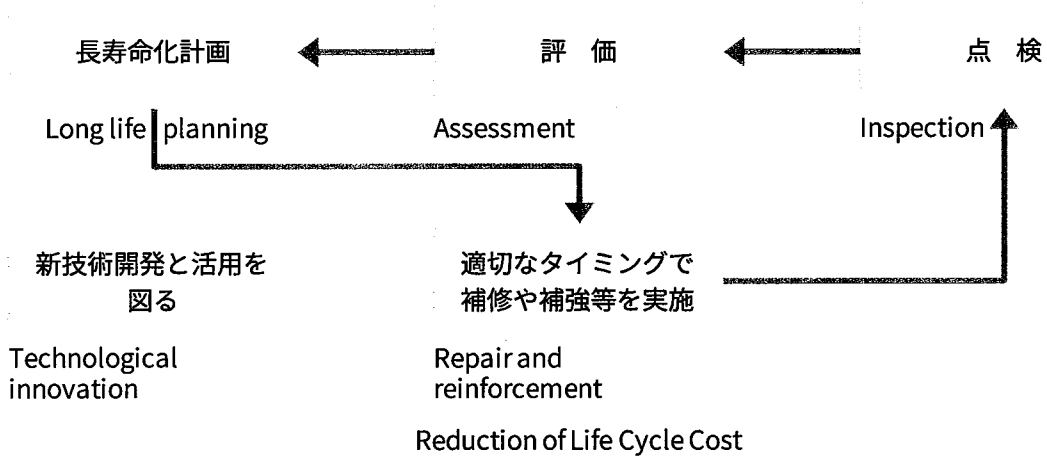 長寿命化計画
評 価
点 検
Long life planning
Assessment
Inspection
新技術開発と活用を
図る
適切なタイミングで
補修や補強等を実施
Technological
innovation
Repair and
reinforcement
Reduction of Life Cycle Cost